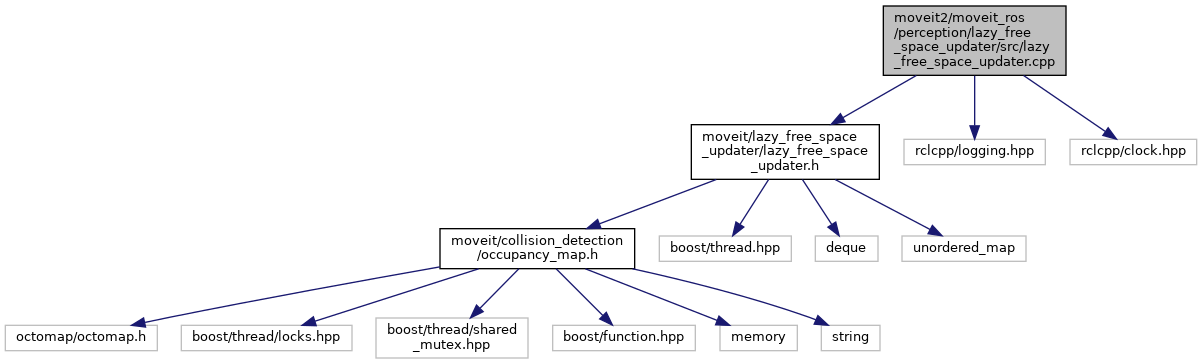 moveit2/moveit_ros
/perception/lazy_free
_space_updater/src/lazy
_free_space_updater.cpp
moveit/lazy_free_space
_updater/lazy_free_space
_updater.h
rclcpp/logging.hpp
rclcpp/clock.hpp
moveit/collision_detection
/occupancy_map.h
boost/thread.hpp
deque
unordered_map
octomap/octomap.h
boost/thread/locks.hpp
boost/thread/shared
_mutex.hpp
boost/function.hpp
memory
string